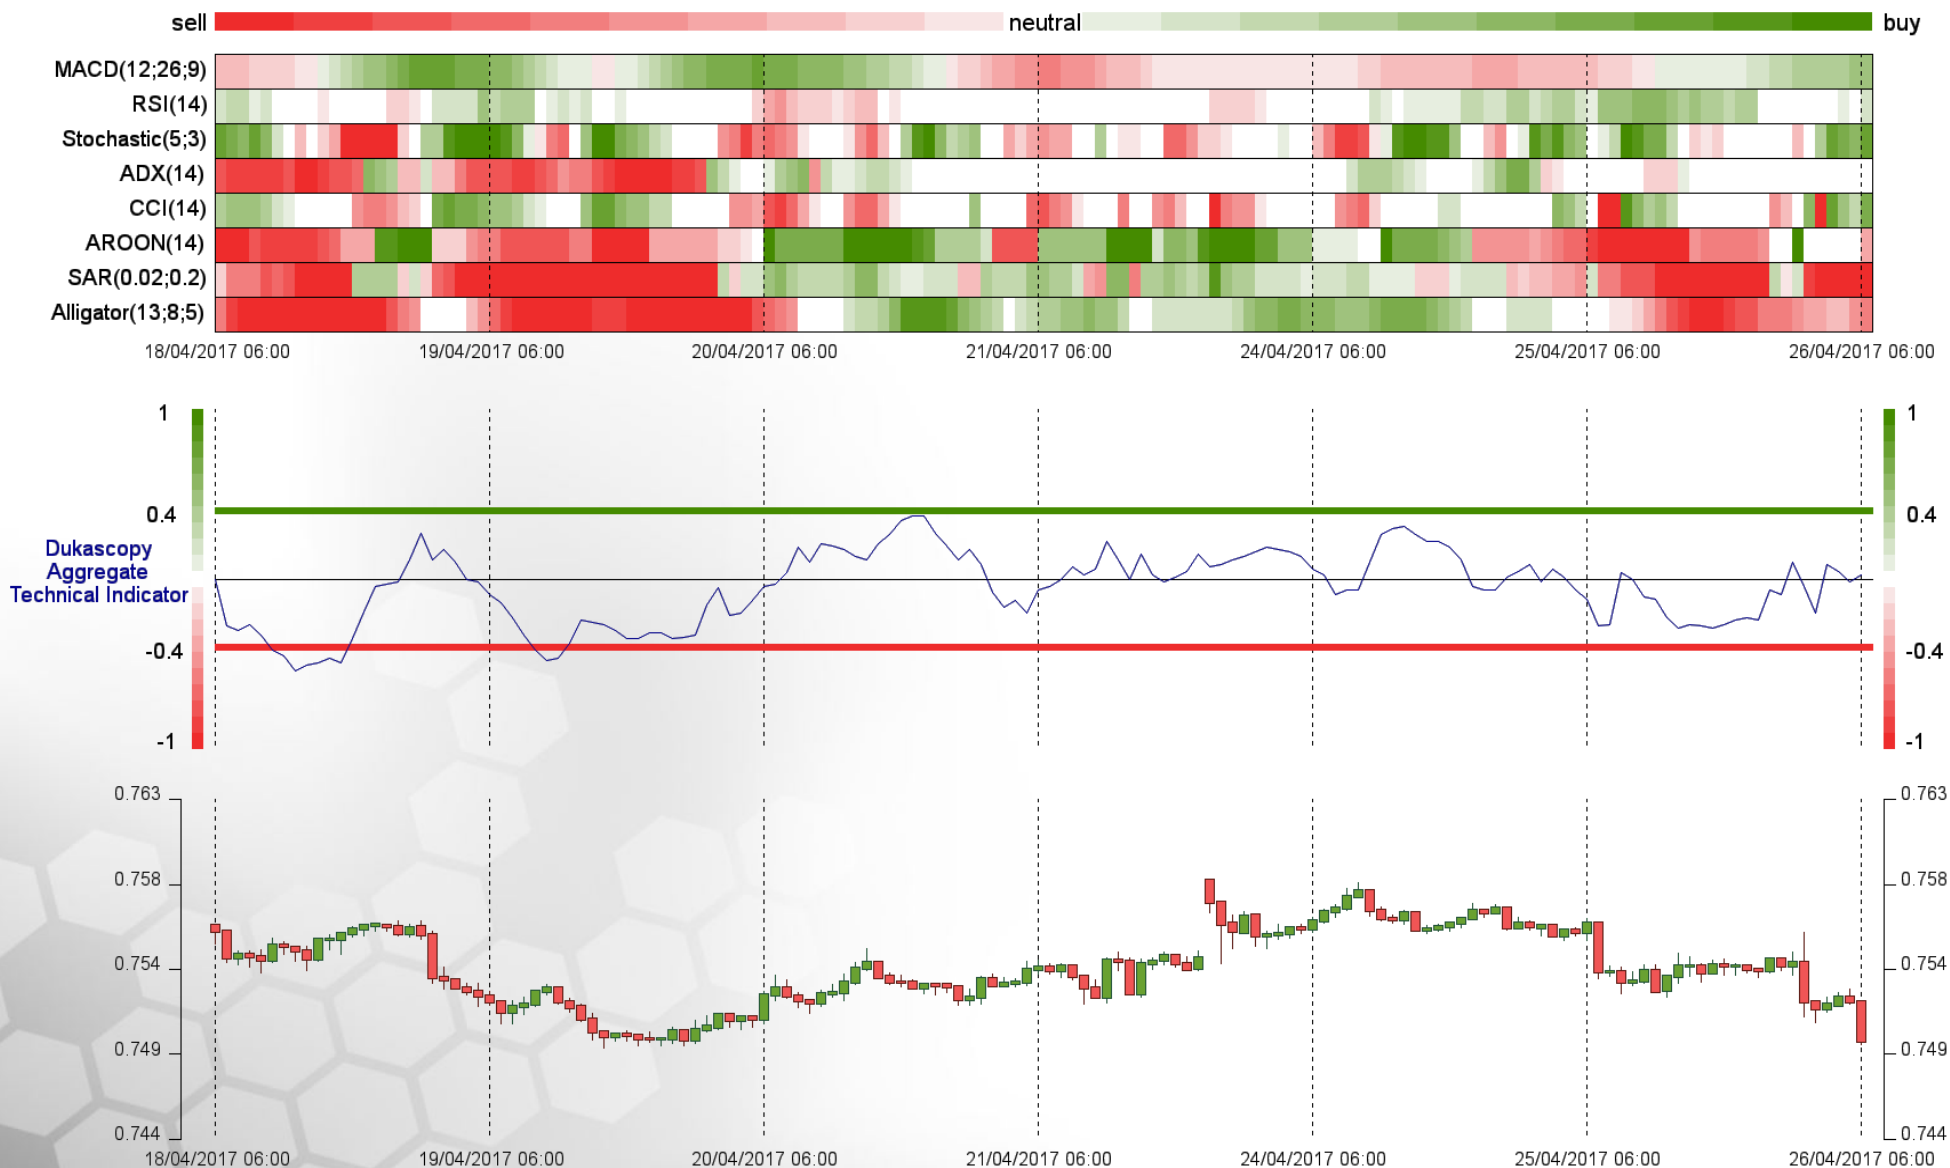 sell neutral buy
MACD(12;26;9)
RSI(14)
Stochastic(5;3)
ADX(14)
CCI(14)
AROON(14)
SAR(0.02;0.2)
Alligator(13;8;5)
18/04/2017 06:00 19/04/2017 06:00 20/04/2017 06:00 21/04/2017 06:00 24/04/2017 06:00 25/04/2017 06:00 26/04/2017 06:00
1 1
0.4 0.4
Dukascopy
Aggregate
Technical Indicator
-0.4 -0.4
-1 -1
0.763 0.763
0.758 0.758
0.754 0.754
0.749 0.749
0.744 0.744
18/04/2017 06:00 19/04/2017 06:00 20/04/2017 06:00 21/04/2017 06:00 24/04/2017 06:00 25/04/2017 06:00 26/04/2017 06:00